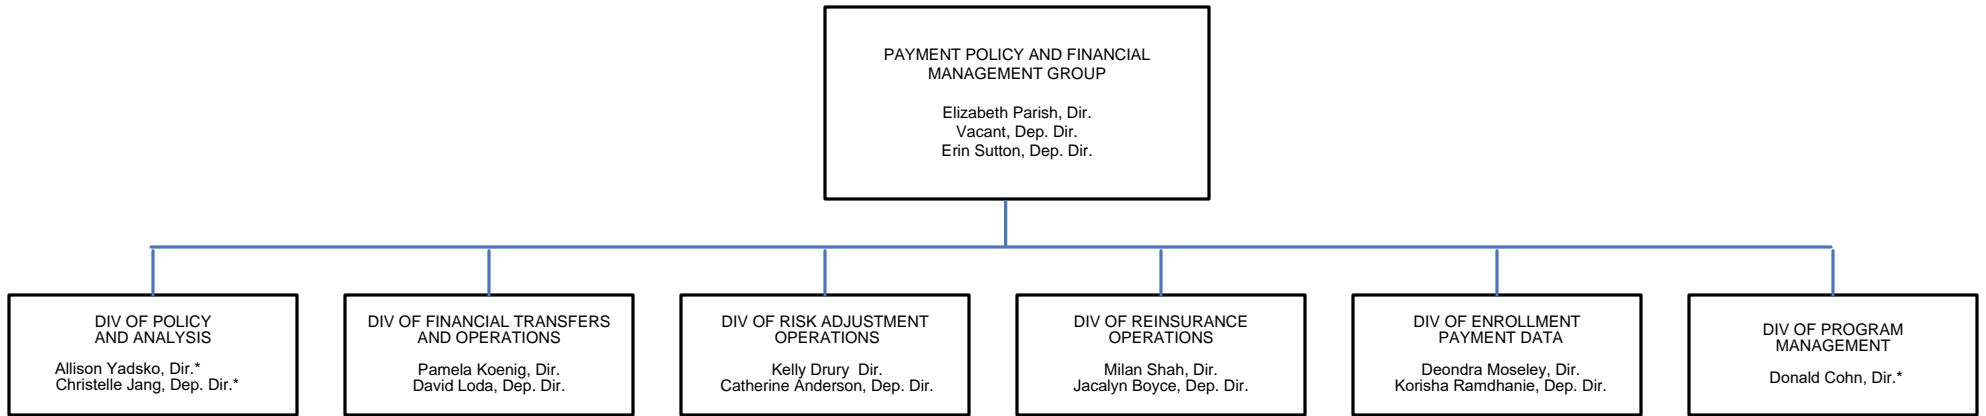 PAYMENT POLICY AND FINANCIAL
MANAGEMENT GROUP
Elizabeth Parish, Dir.
Vacant, Dep. Dir.
Erin Sutton, Dep. Dir.
DIV OF POLICY
AND ANALYSIS
Allison Yadsko, Dir.*
Christelle Jang, Dep. Dir.*
DIV OF FINANCIAL TRANSFERS
AND OPERATIONS
Pamela Koenig, Dir.
David Loda, Dep. Dir.
DIV OF RISK ADJUSTMENT
OPERATIONS
Kelly Drury Dir.
Catherine Anderson, Dep. Dir.
DIV OF REINSURANCE
OPERATIONS
Milan Shah, Dir.
Jacalyn Boyce, Dep. Dir.
DIV OF ENROLLMENT
PAYMENT DATA
Deondra Moseley, Dir.
Korisha Ramdhanie, Dep. Dir.
DIV OF PROGRAM
MANAGEMENT
Donald Cohn, Dir.*